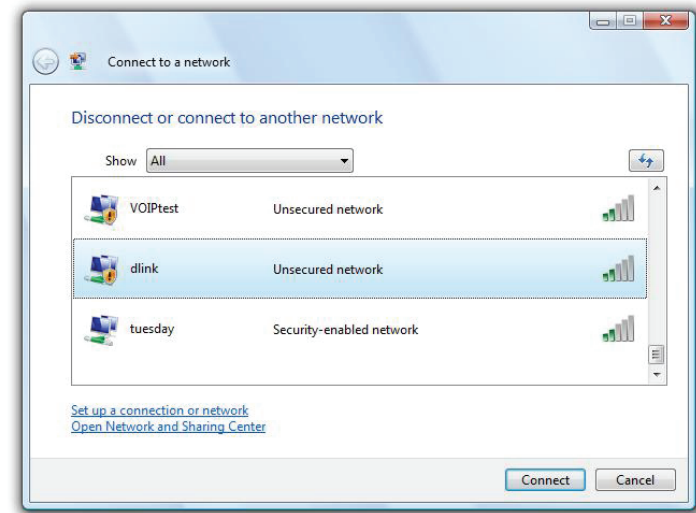 Connect to a network
Disconnect or connect to another network
Show All
VOIPtest Unsecured network
dlink Unsecured network
tuesday Security-enabled network
Set up a connection or network
Open Network and Sharing Center
Connect Cancel